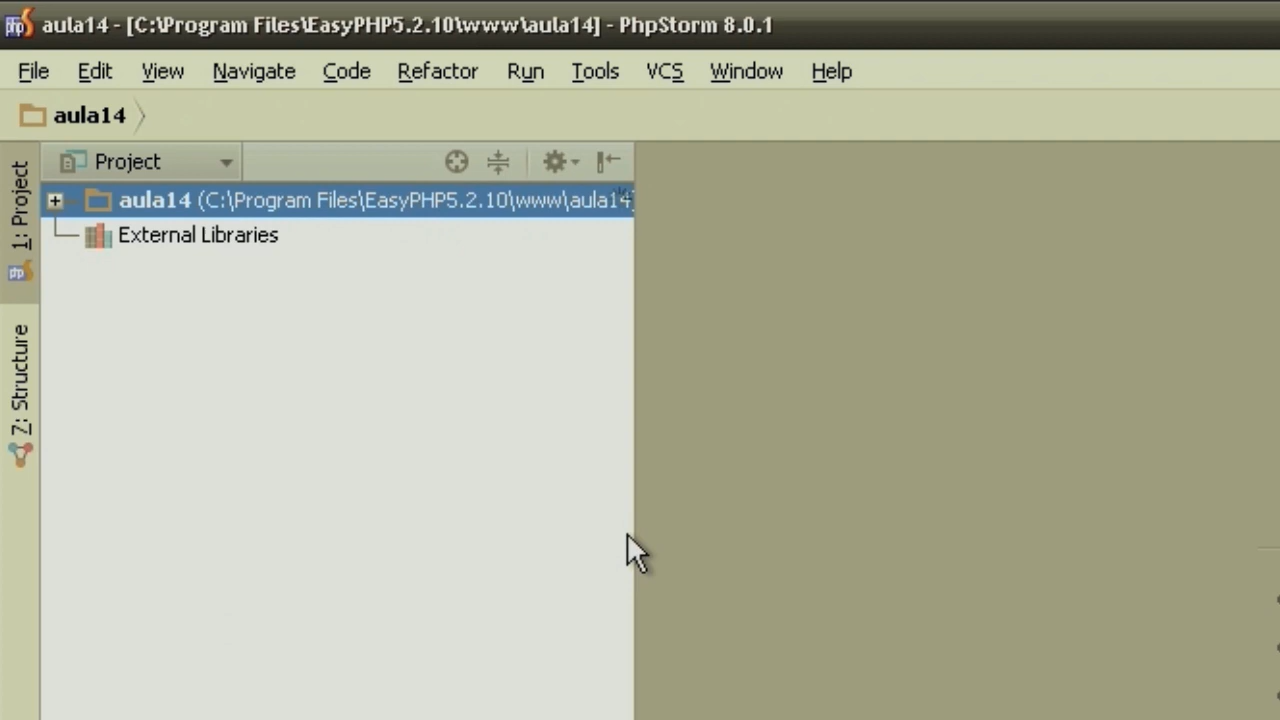 aula14 - [C:\Program Files\EasyPHP5.2.10\www\aula14] - PhpStorm 8.0.1
File Edit View Navigate Code Refactor Run Tools VCS Window Help
aula14
1: Project
Project
aula14 (C:\Program Files\EasyPHP5.2.10\www\aula14)
External Libraries
7: Structure